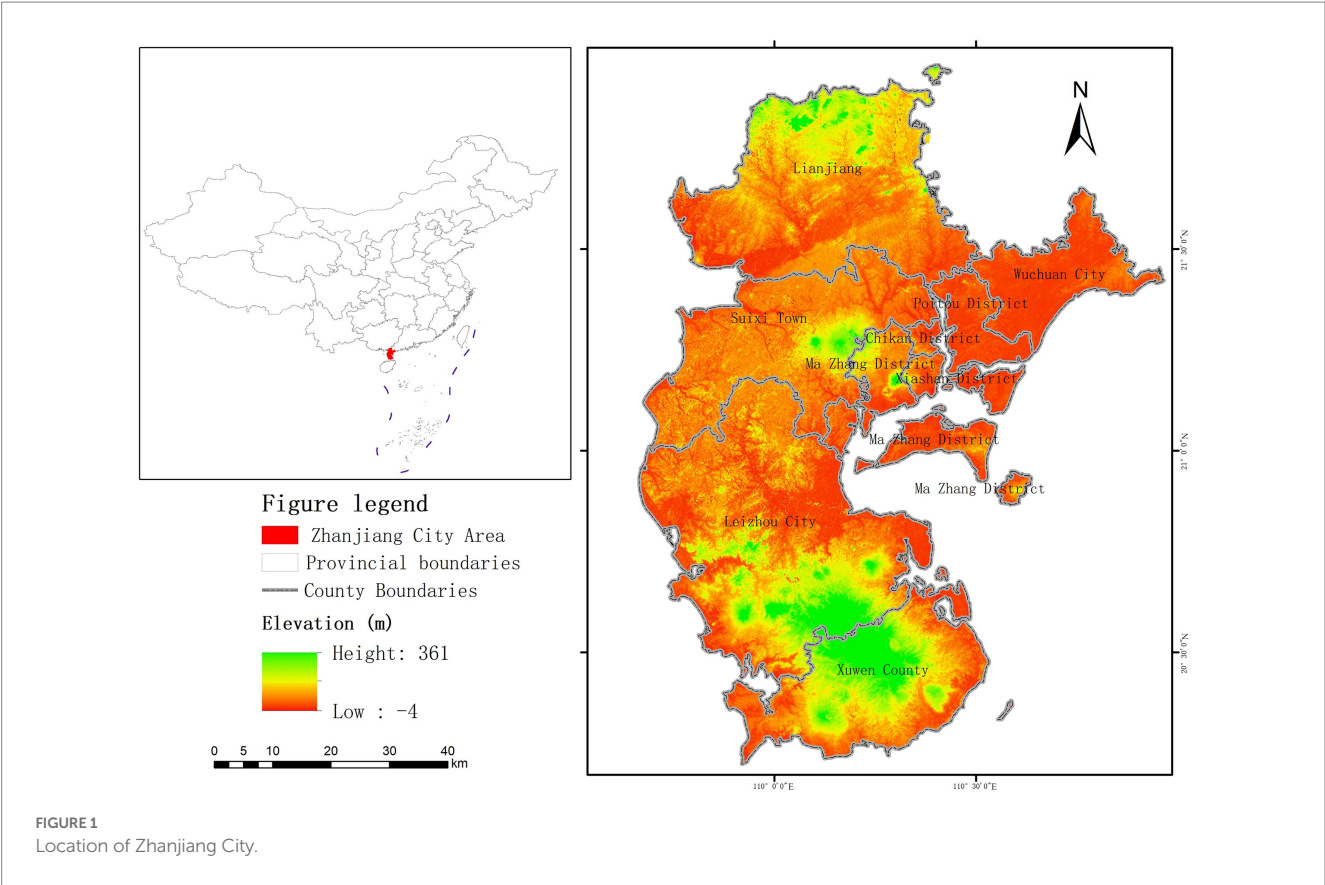 N
Lianjiang
Wuchuan City
Potou District
Suixi Town
Chikan District
Ma Zhang District
Xiashan District
Ma Zhang District
Ma Zhang District
Leizhou City
Xuwen County
21° 30′0″N
21° 0′0″N
20° 30′0″N
110° 0′0″E
110° 30′0″E
Figure legend
Zhanjiang City Area
Provincial boundaries
County Boundaries
Elevation (m)
Height: 361
Low : -4
0 5 10 20 30 40
km
FIGURE 1
Location of Zhanjiang City.